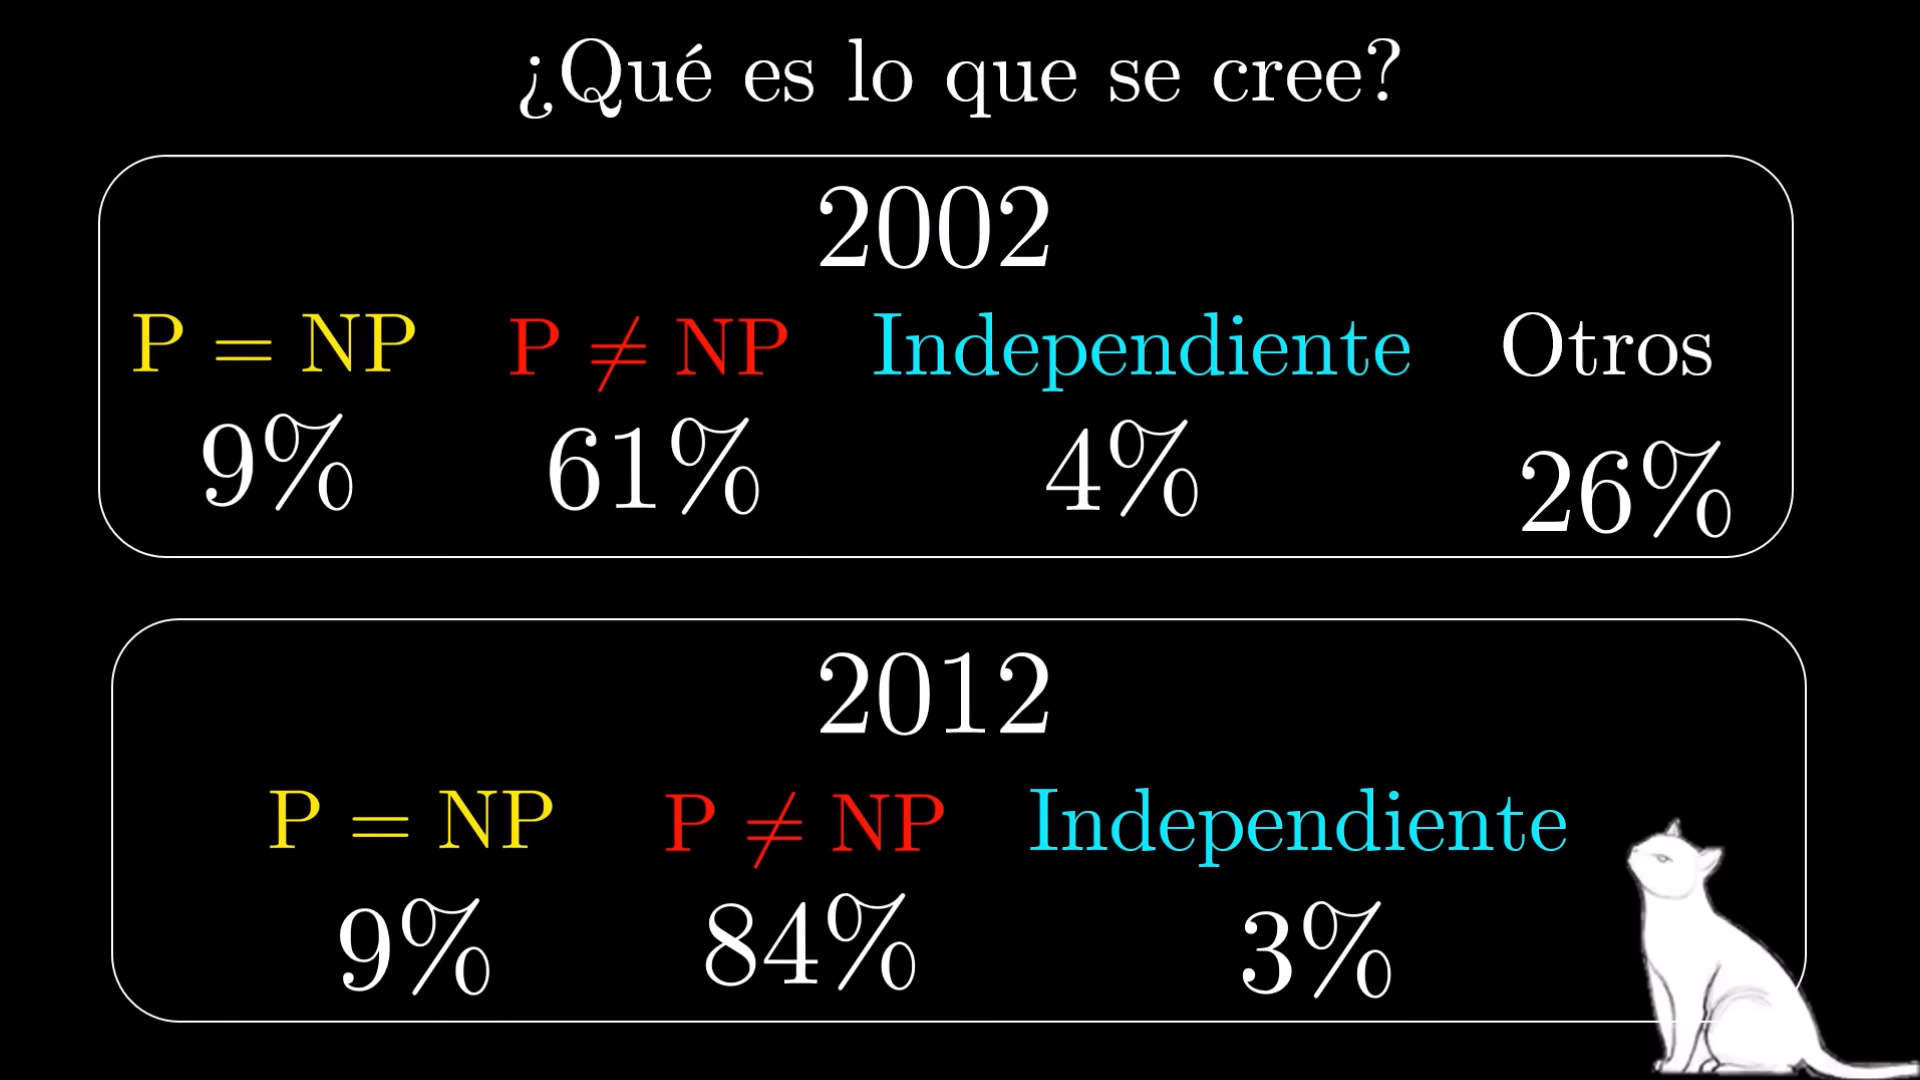 ¿Qué es lo que se cree?
2002
P = NP P ≠ NP Independiente Otros
9% 61% 4% 26%
2012
P = NP P ≠ NP Independiente
9% 84% 3%